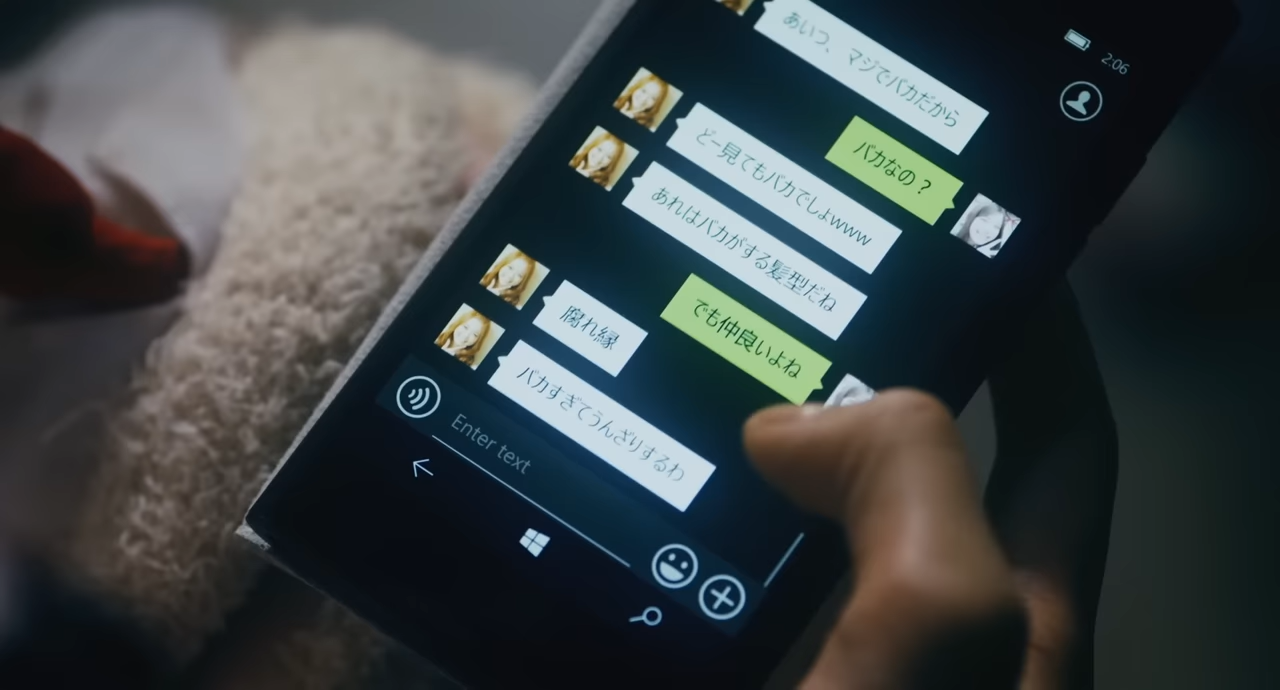 2:06
あいつ、マジでバカだから
バカなの？
どー見てもバカでしょwww
あれはバカがする髪型だね
でも仲良いよね
腐れ縁
バカすぎてうんざりするわ
Enter text